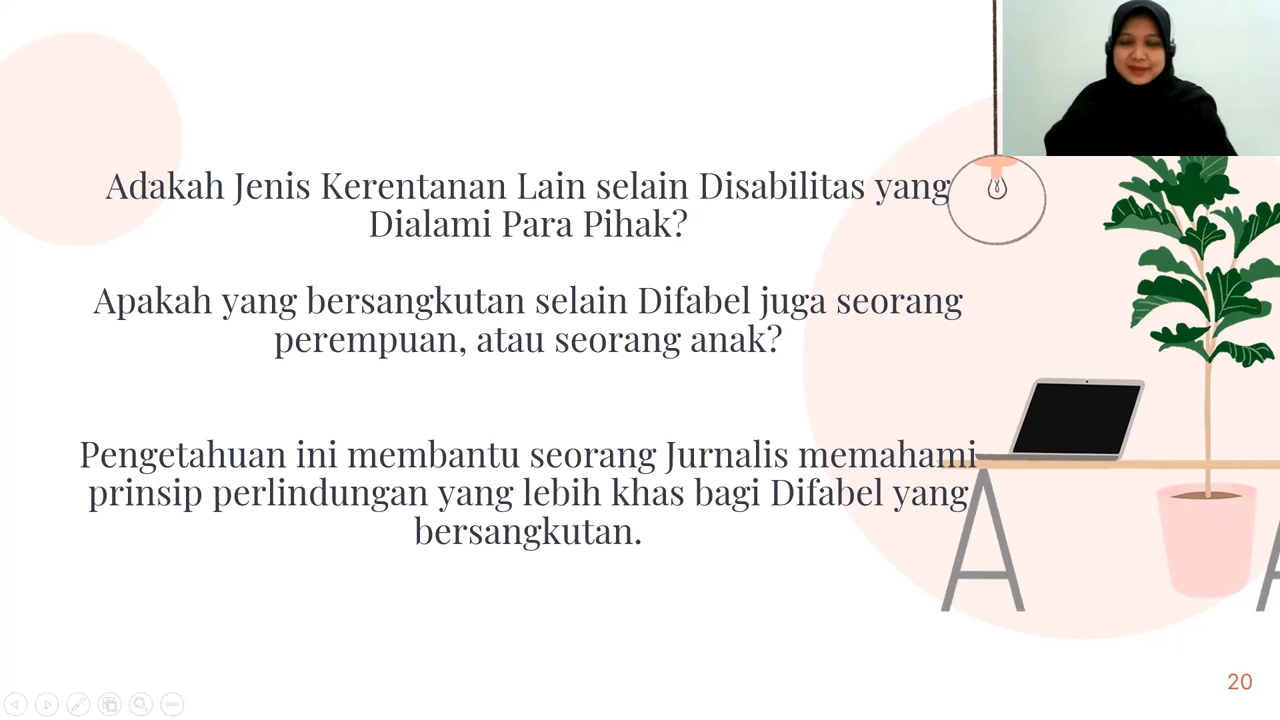 Adakah Jenis Kerentanan Lain selain Disabilitas yang
Dialami Para Pihak?
Apakah yang bersangkutan selain Difabel juga seorang
perempuan, atau seorang anak?
Pengetahuan ini membantu seorang Jurnalis memahami
prinsip perlindungan yang lebih khas bagi Difabel yang
bersangkutan.
20